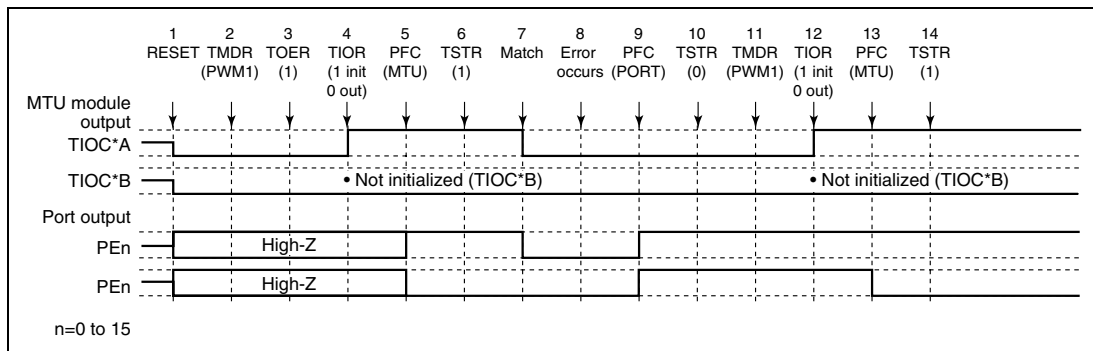 1 2 3 4 5 6 7 8 9 10 11 12 13 14
RESET TMDR TOER TIOR PFC TSTR Match Error PFC TSTR TMDR TIOR PFC TSTR
(PWM1) (1) (1 init (MTU) (1) occurs (PORT) (0) (PWM1) (1 init (MTU) (1)
0 out) 0 out)
MTU module
output
TIOC*A
TIOC*B • Not initialized (TIOC*B) • Not initialized (TIOC*B)
Port output
PEn High-Z
PEn High-Z
n=0 to 15